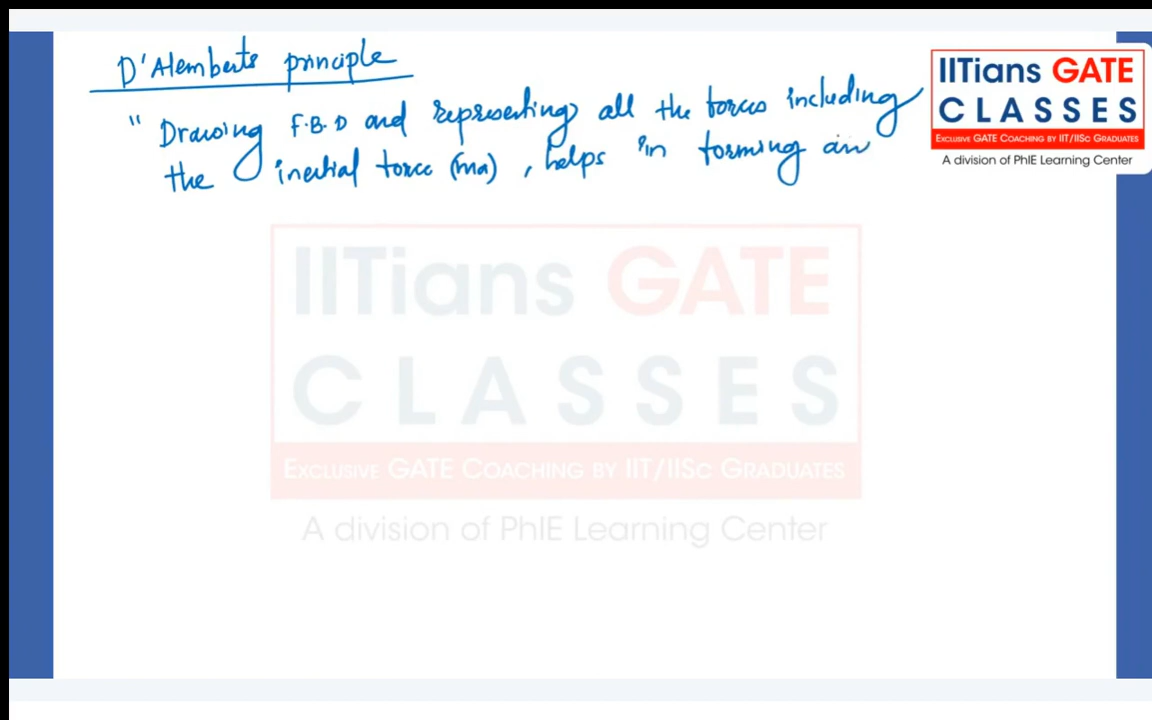 D'Alemberts principle
" Drawing F.B.D and representing all the forces including
the inertial force (ma), helps in forming an
IITians GATE
CLASSES
EXCLUSIVE GATE COACHING BY IIT/IISC GRADUATES
A division of PhIE Learning Center
IITians GATE
CLASSES
EXCLUSIVE GATE COACHING BY IIT/IISC GRADUATES
A division of PhIE Learning Center